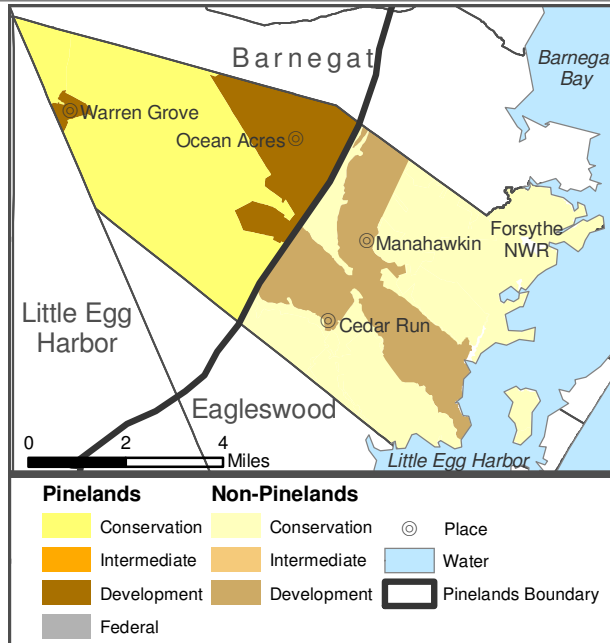 Barnegat
Barnegat
Bay
Warren Grove
Ocean Acres
Forsythe
NWR
Manahawkin
Little Egg
Harbor
Cedar Run
Eagleswood
0 2 4
Miles
Little Egg Harbor
Pinelands Non-Pinelands
Conservation Conservation Place
Intermediate Intermediate Water
Development Development Pinelands Boundary
Federal